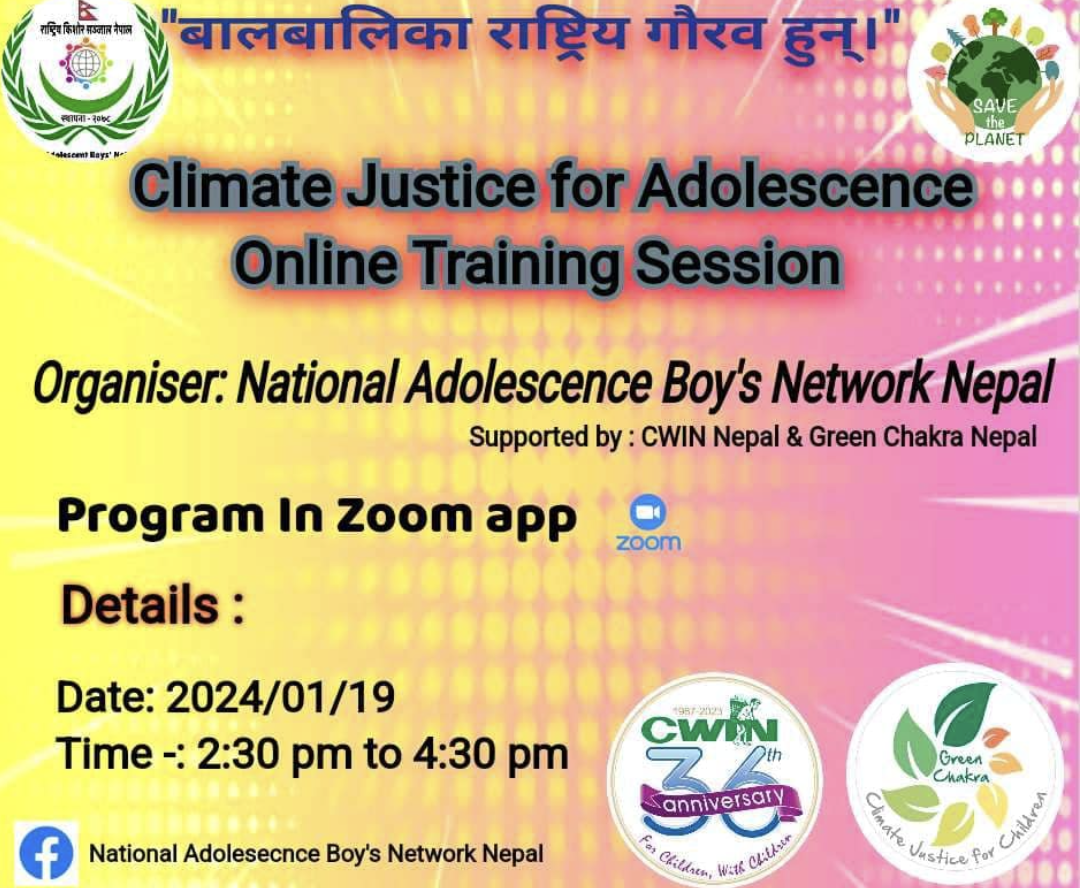 राष्ट्रिय किशोर सञ्जाल नेपाल
स्थापना - २०७८
"बालबालिका राष्ट्रिय गौरव हुन्।"
SAVE
the
PLANET
Climate Justice for Adolescence
Online Training Session
Organiser: National Adolescence Boy's Network Nepal
Supported by : CWIN Nepal & Green Chakra Nepal
Program In Zoom app
zoom
Details :
Date: 2024/01/19
Time -: 2:30 pm to 4:30 pm
1987-2023
CWIN
36th
anniversary
For Children, With Children
Green
Chakra
Climate Justice for Children
National Adolesecnce Boy's Network Nepal